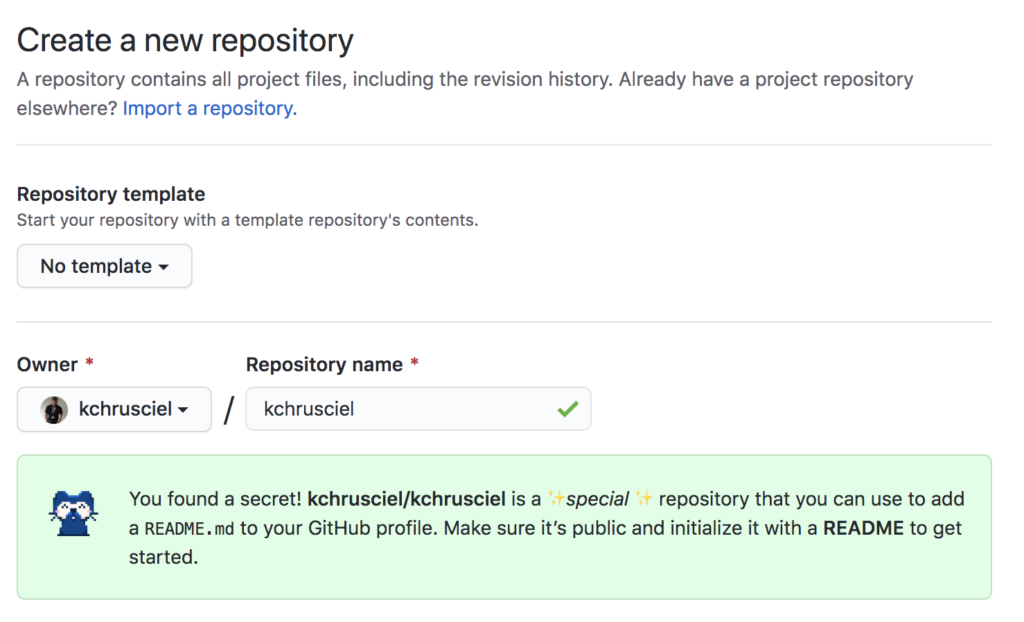 Create a new repository
A repository contains all project files, including the revision history. Already have a project repository
elsewhere? Import a repository.
Repository template
Start your repository with a template repository's contents.
No template
Owner *
Repository name *
kchrusciel / kchrusciel
You found a secret! kchrusciel/kchrusciel is a ✨special✨ repository that you can use to add
a README.md to your GitHub profile. Make sure it’s public and initialize it with a README to get
started.